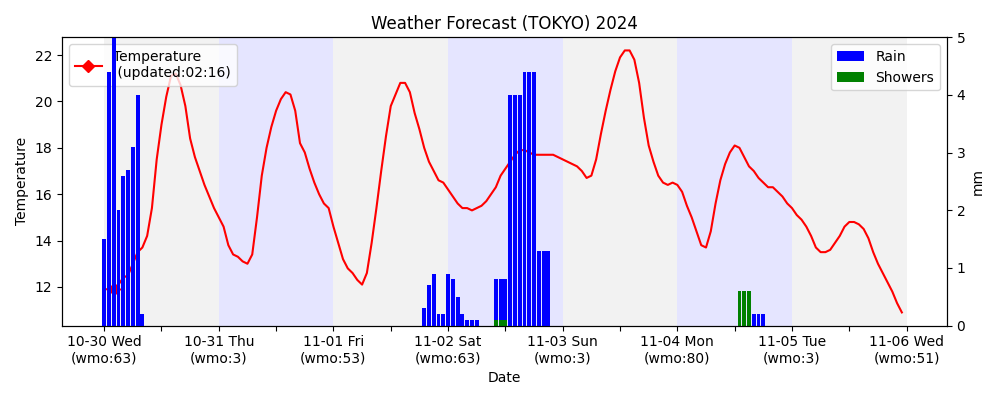 Weather Forecast (TOKYO) 2024
Temperature
(updated:02:16)
Rain
Showers
22
20
18
16
14
12
Temperature
5
4
3
2
1
0
mm
10-30 Wed
(wmo:63)
10-31 Thu
(wmo:3)
11-01 Fri
(wmo:53)
11-02 Sat
(wmo:63)
11-03 Sun
(wmo:3)
11-04 Mon
(wmo:80)
11-05 Tue
(wmo:3)
11-06 Wed
(wmo:51)
Date